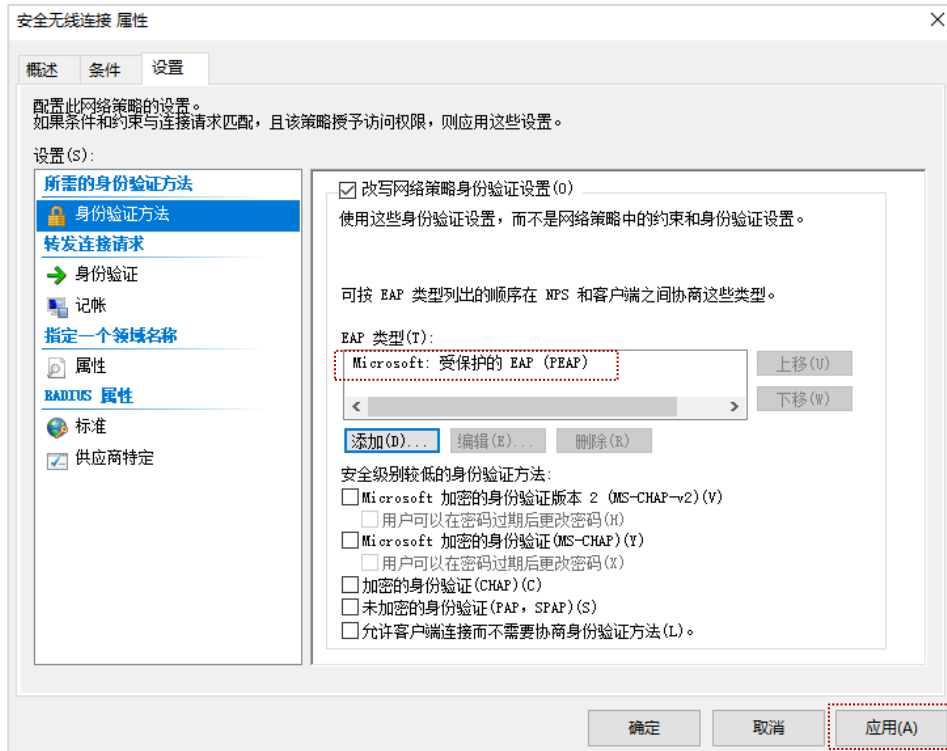 安全无线连接 属性
概述 条件 设置
配置此网络策略的设置。
如果条件和约束与连接请求匹配，且该策略授予访问权限，则应用这些设置。
设置(S):
所需的身份验证方法
身份验证方法
转发连接请求
身份验证
记帐
指定一个领域名称
属性
RADIUS 属性
标准
供应商特定
改写网络策略身份验证设置(O)
使用这些身份验证设置，而不是网络策略中的约束和身份验证设置。
可按 EAP 类型列出的顺序在 NPS 和客户端之间协商这些类型。
EAP 类型(T):
Microsoft: 受保护的 EAP (PEAP)
上移(U)
下移(W)
添加(D)... 编辑(E)... 删除(R)
安全级别较低的身份验证方法:
Microsoft 加密的身份验证版本 2 (MS-CHAP-v2)(V)
用户可以在密码过期后更改密码(H)
Microsoft 加密的身份验证(MS-CHAP)(Y)
用户可以在密码过期后更改密码(X)
加密的身份验证(CHAP)(C)
未加密的身份验证(PAP，SPAP)(S)
允许客户端连接而不需要协商身份验证方法(L)。
确定 取消 应用(A)